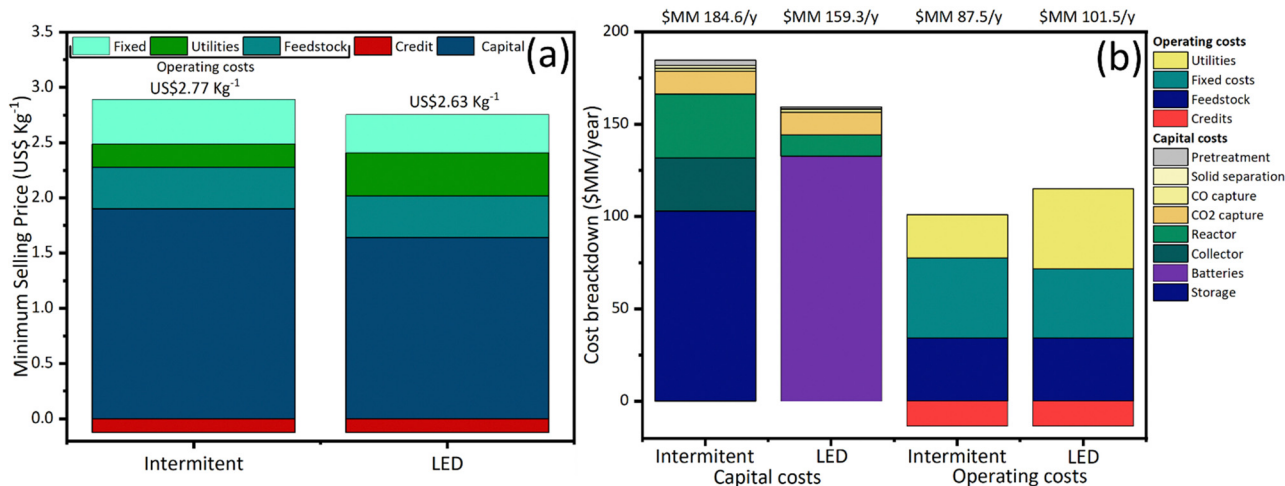 3.5
3.0
2.5
2.0
1.5
1.0
0.5
0.0
Minimum Selling Price (US$ Kg-1)
Fixed Utilities Feedstock Credit Capital
Operating costs
(a)
US$2.77 Kg-1
US$2.63 Kg-1
Intermitent LED
$MM 184.6/y $MM 159.3/y $MM 87.5/y $MM 101.5/y
200
150
100
50
0
Cost breackdown ($MM/year)
(b)
Intermitent LED Intermitent LED
Capital costs Operating costs
Operating costs
Utilities
Fixed costs
Feedstock
Credits
Capital costs
Pretreatment
Solid separation
CO capture
CO2 capture
Reactor
Collector
Batteries
Storage